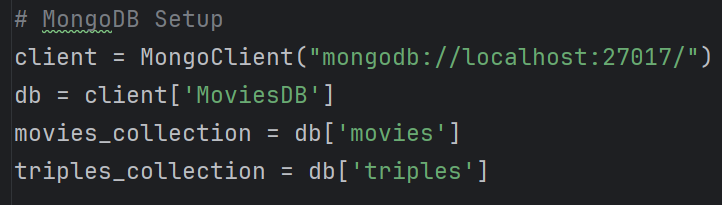 # MongoDB Setup
client = MongoClient("mongodb://localhost:27017/")
db = client['MoviesDB']
movies_collection = db['movies']
triples_collection = db['triples']